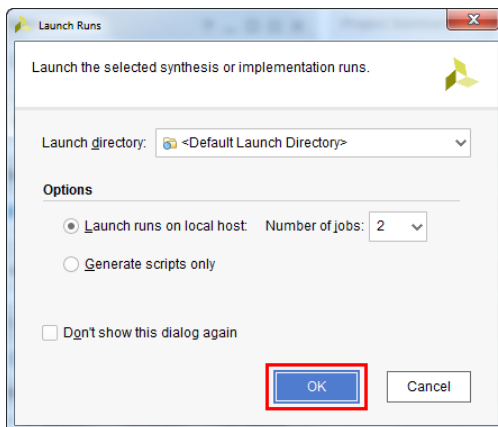 Launch Runs
Launch the selected synthesis or implementation runs.
Launch directory: <Default Launch Directory>
Options
Launch runs on local host: Number of jobs: 2
Generate scripts only
Don't show this dialog again
OK Cancel